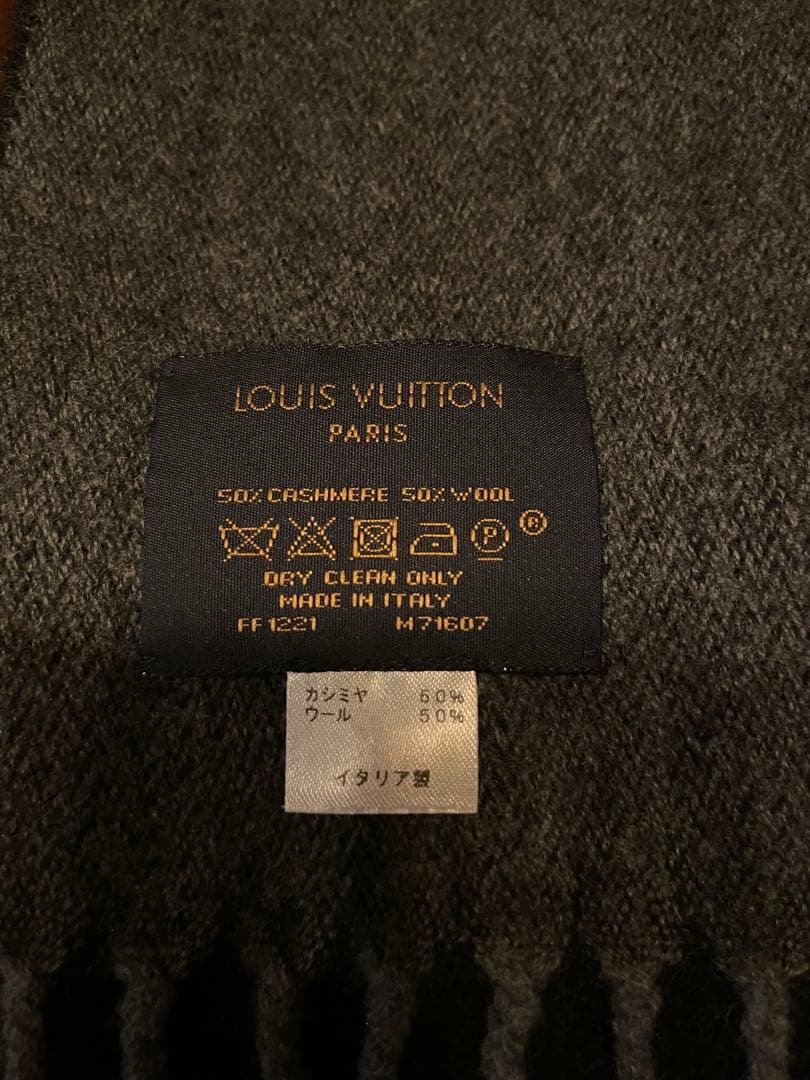 LOUIS VUITTON
PARIS
50% CASHMERE 50% WOOL
P ®
DRY CLEAN ONLY
MADE IN ITALY
FF1221 M71607
カシミヤ 50%
ウール 50%
イタリア製